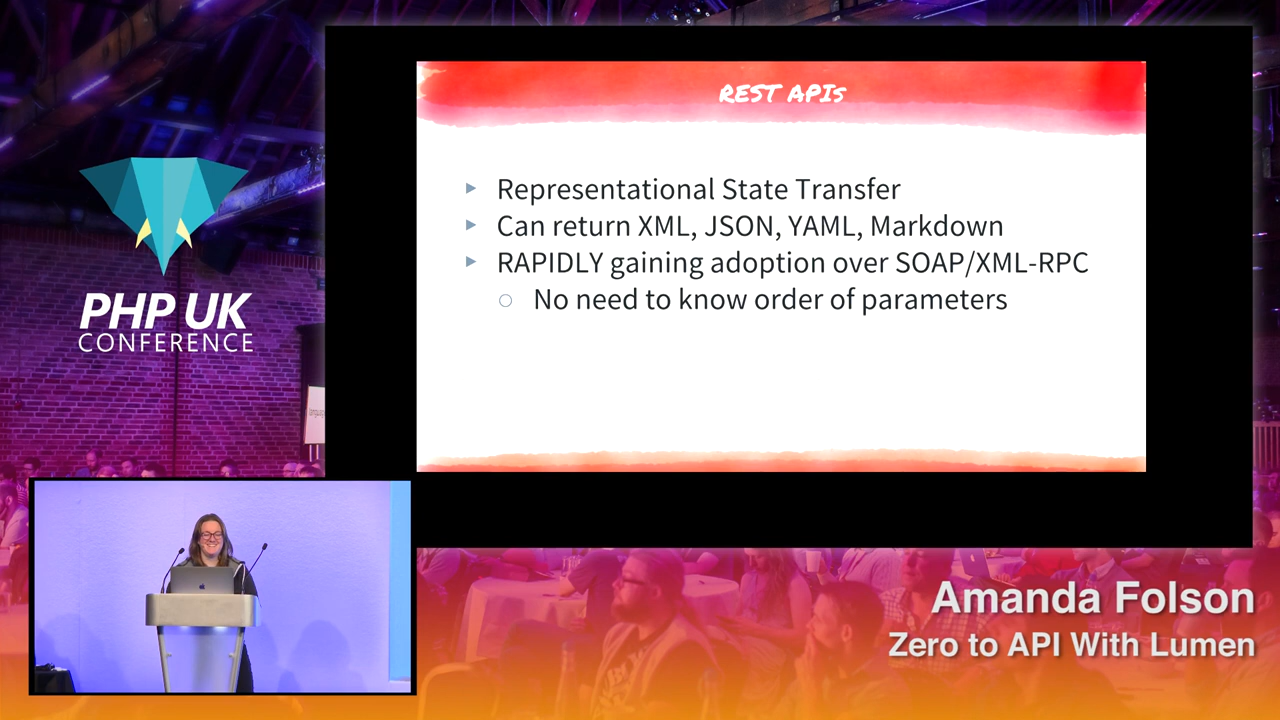 REST APIs
Representational State Transfer
Can return XML, JSON, YAML, Markdown
RAPIDLY gaining adoption over SOAP/XML-RPC
No need to know order of parameters
PHP UK
CONFERENCE
Amanda Folson
Zero to API With Lumen